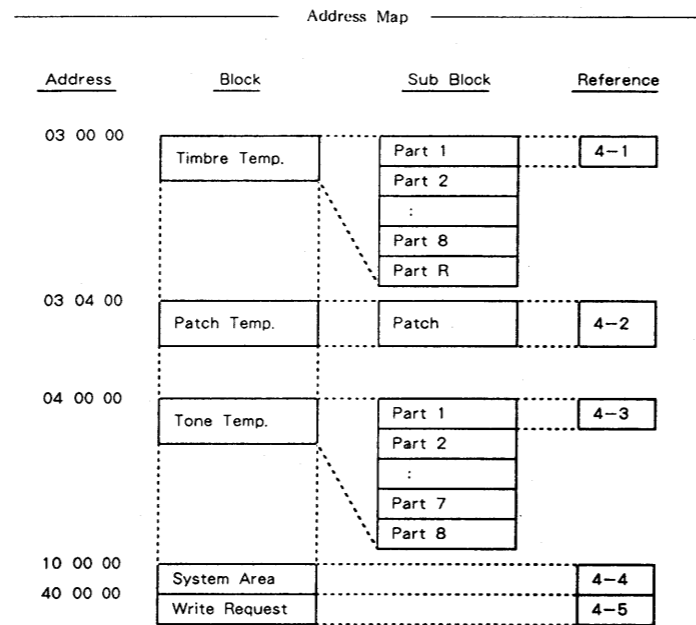 Address Map
Address Block Sub Block Reference
03 00 00
Timbre Temp. Part 1 4-1
Part 2
:
Part 8
Part R
03 04 00
Patch Temp. Patch 4-2
04 00 00
Tone Temp. Part 1 4-3
Part 2
:
Part 7
Part 8
10 00 00
System Area 4-4
40 00 00
Write Request 4-5